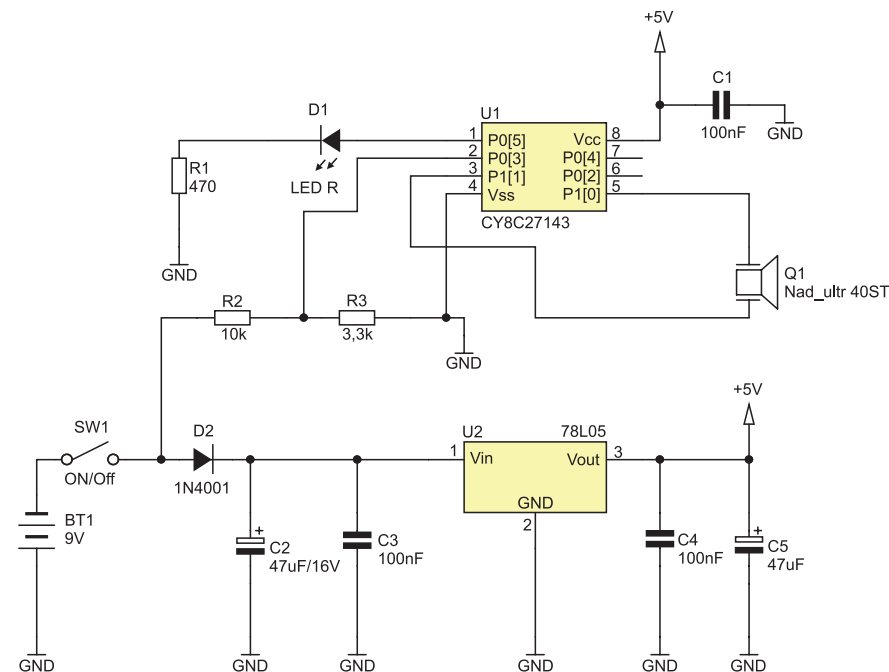 +5V
C1
100nF
GND
D1
LED R
R1
470
GND
U1
1
2
3
4
P0[5]
P0[3]
P1[1]
Vss
Vcc
P0[4]
P0[2]
P1[0]
8
7
6
5
CY8C27143
Q1
Nad_ultr 40ST
R2
10k
R3
3,3k
GND
SW1
ON/Off
D2
1N4001
BT1
9V
GND
C2
47uF/16V
GND
C3
100nF
GND
U2
78L05
1
Vin
Vout
3
GND
2
GND
+5V
C4
100nF
GND
C5
47uF
GND